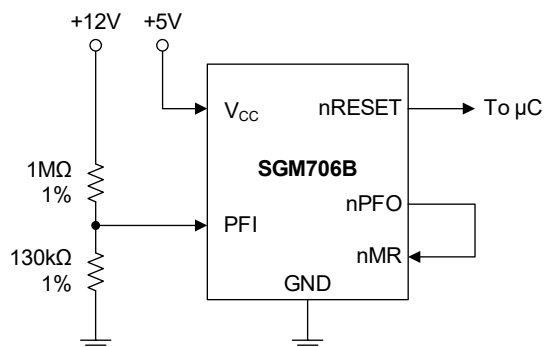 +12V
+5V
VCC
nRESET
To µC
SGM706B
1MΩ
1%
nPFO
PFI
130kΩ
1%
nMR
GND